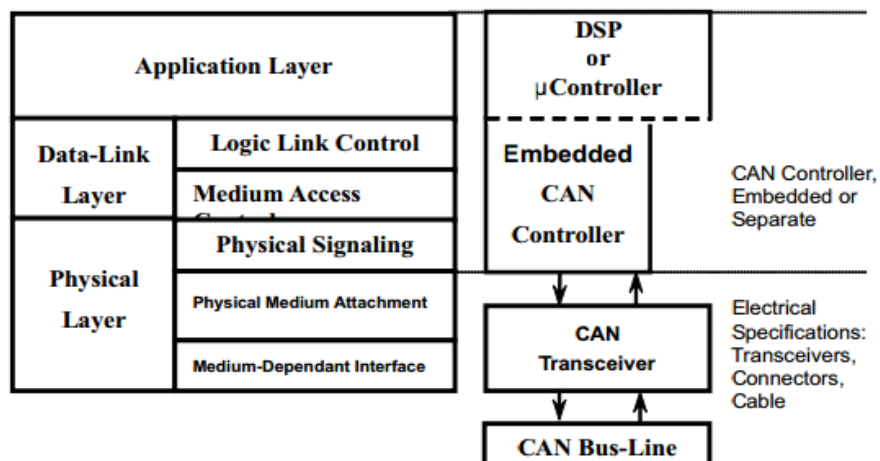 Application Layer
Data-Link
Layer
Logic Link Control
Medium Access
Physical
Layer
Physical Signaling
Physical Medium Attachment
Medium-Dependant Interface
DSP
or
µController
Embedded
CAN
Controller
CAN
Transceiver
CAN Bus-Line
CAN Controller,
Embedded or
Separate
Electrical
Specifications:
Transceivers,
Connectors,
Cable